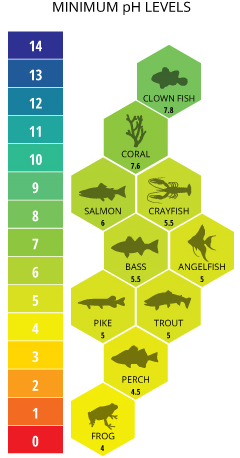 MINIMUM pH LEVELS
14
13
12
11
10
9
8
7
6
5
4
3
2
1
0
CLOWN FISH
7.8
CORAL
7.6
SALMON
6
CRAYFISH
5.5
BASS
5.5
ANGELFISH
5
PIKE
5
TROUT
5
PERCH
4.5
FROG
4